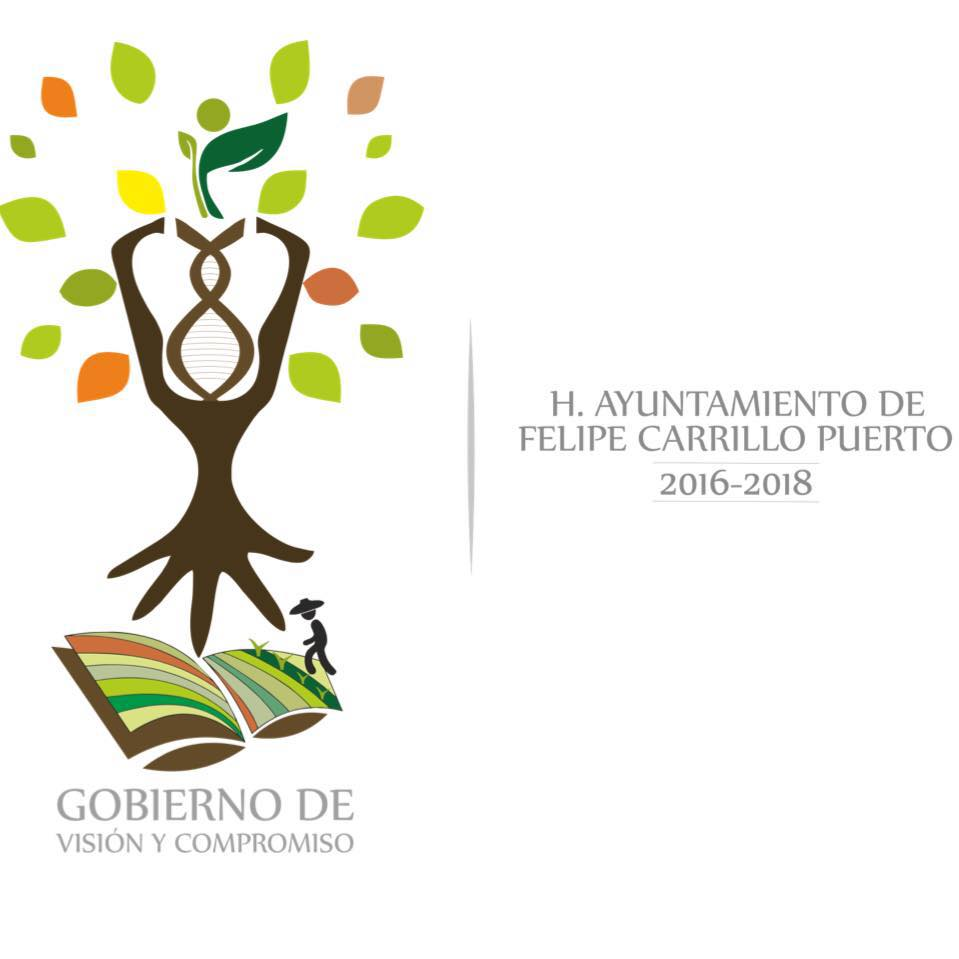 H. AYUNTAMIENTO DE
FELIPE CARRILLO PUERTO
2016-2018
GOBIERNO DE
VISIÓN Y COMPROMISO